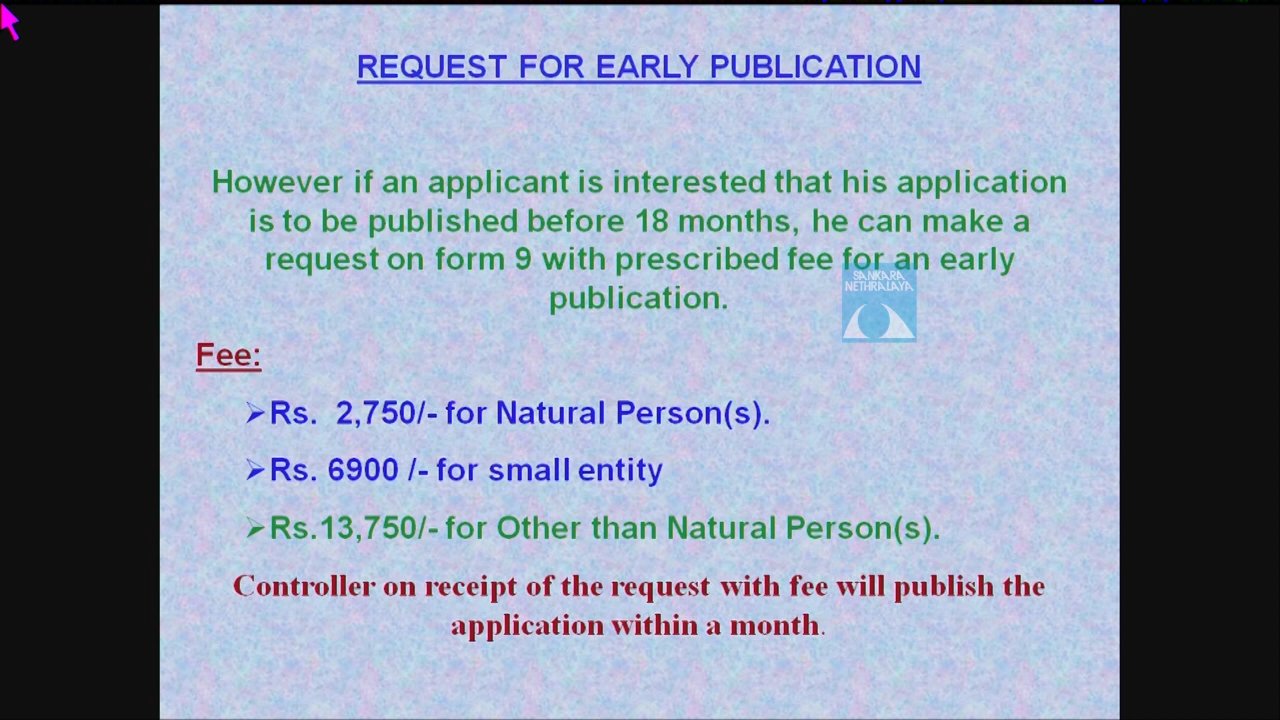 REQUEST FOR EARLY PUBLICATION
However if an applicant is interested that his application
is to be published before 18 months, he can make a
request on form 9 with prescribed fee for an early
publication.
SANKARA
NETHRALAYA
Fee:
➢Rs.  2,750/- for Natural Person(s).
➢Rs. 6900 /- for small entity
➢Rs.13,750/- for Other than Natural Person(s).
Controller on receipt of the request with fee will publish the
application within a month.